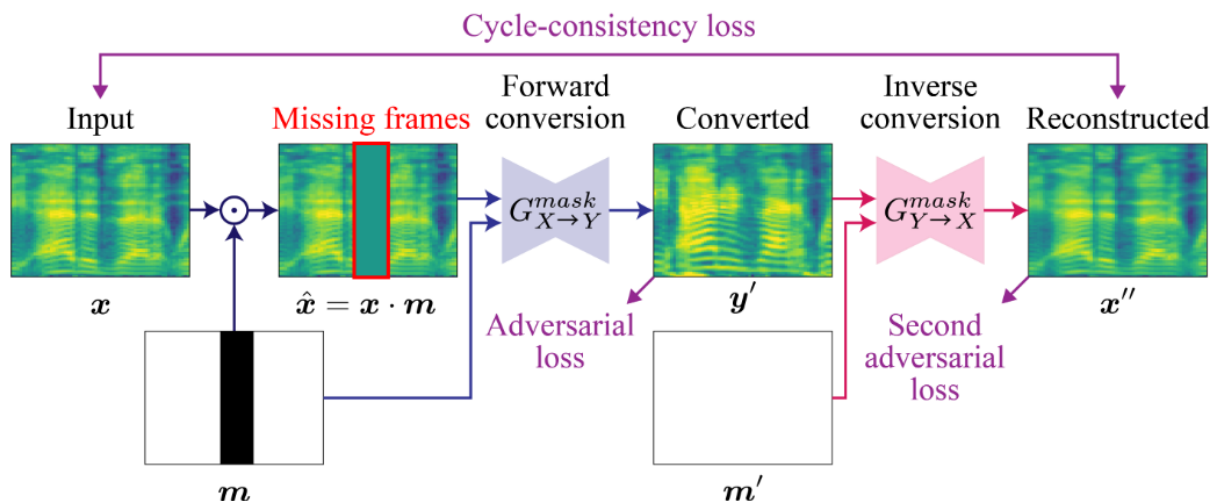 Cycle-consistency loss
Input
Missing frames
Forward
conversion
Converted
Inverse
conversion
Reconstructed
G^{mask}_{X→Y}
G^{mask}_{Y→X}
x
x̂ = x · m
y′
x′′
Adversarial
loss
Second
adversarial
loss
m
m′